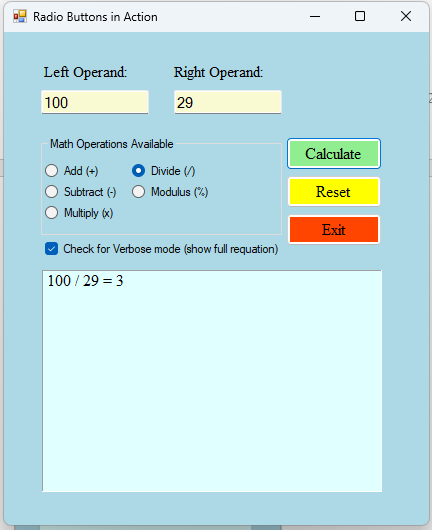 Radio Buttons in Action
Left Operand: Right Operand:
100 29
Math Operations Available
Add (+) Divide (/)
Subtract (-) Modulus (%)
Multiply (x)
Calculate
Reset
Exit
Check for Verbose mode (show full requation)
100 / 29 = 3